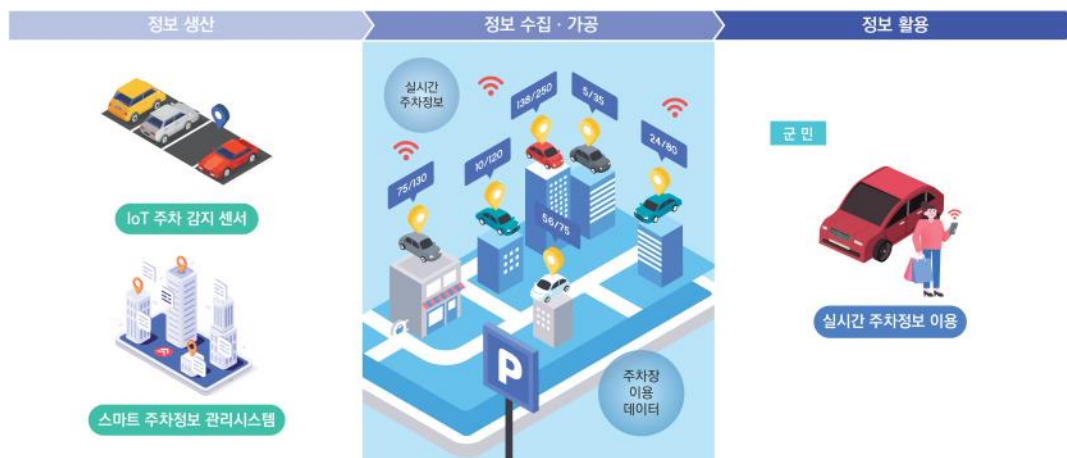 정보 생산
정보 수집 · 가공
정보 활용
IoT 주차 감지 센서
스마트 주차정보 관리시스템
실시간
주차정보
138/250
5/35
24/80
10/120
75/130
56/75
P
주차장
이용
데이터
군 민
실시간 주차정보 이용